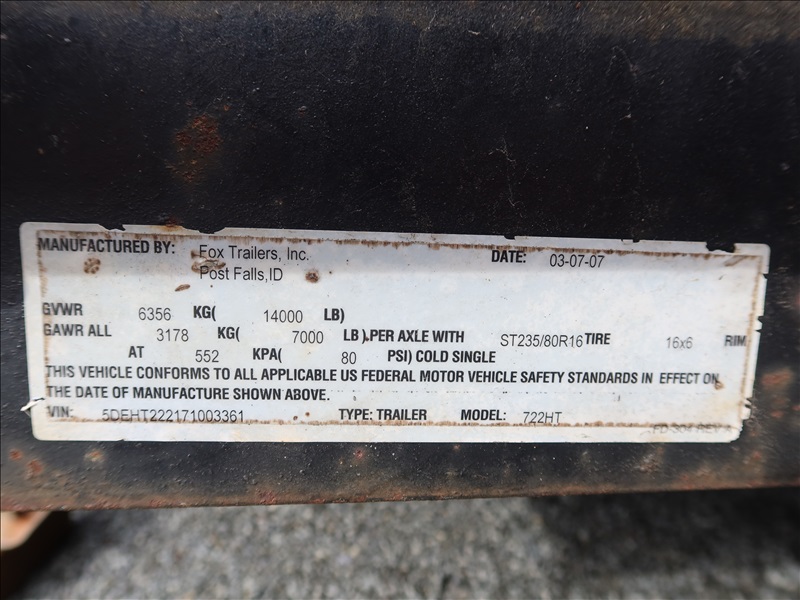 MANUFACTURED BY: Fox Trailers, Inc. DATE: 03-07-07
Post Falls,ID
GVWR 6356 KG( 14000 LB)
GAWR ALL 3178 KG( 7000 LB ).PER AXLE WITH ST235/80R16 TIRE 16x6 RIM
AT 552 KPA( 80 PSI) COLD SINGLE
THIS VEHICLE CONFORMS TO ALL APPLICABLE US FEDERAL MOTOR VEHICLE SAFETY STANDARDS IN EFFECT ON
THE DATE OF MANUFACTURE SHOWN ABOVE.
VIN: 5DEHT222171003361 TYPE: TRAILER MODEL: 722HT